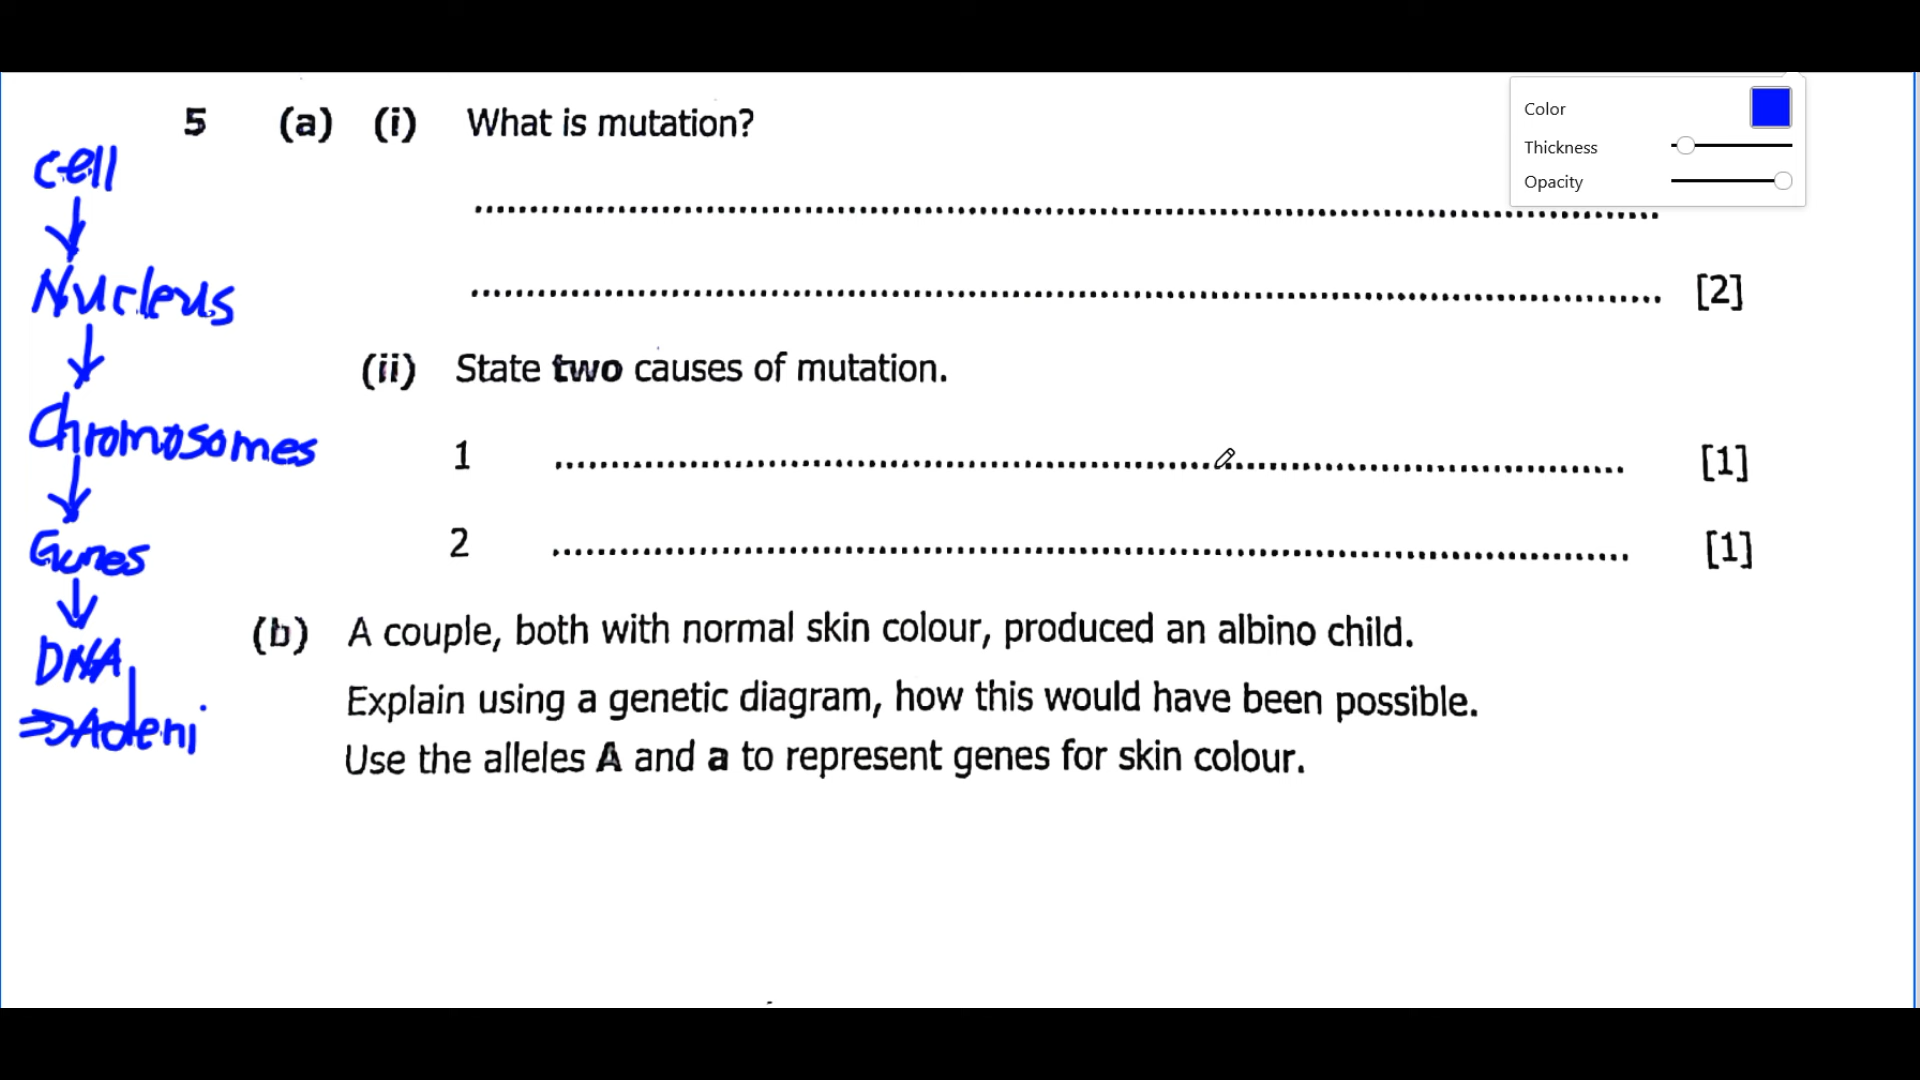 5 (a) (i) What is mutation?
[2]
(ii) State two causes of mutation.
1 [1]
2 [1]
(b) A couple, both with normal skin colour, produced an albino child.
Explain using a genetic diagram, how this would have been possible.
Use the alleles A and a to represent genes for skin colour.
Cell
Nucleus
Chromosomes
Genes
DNA
⇒Adeni
Color
Thickness
Opacity